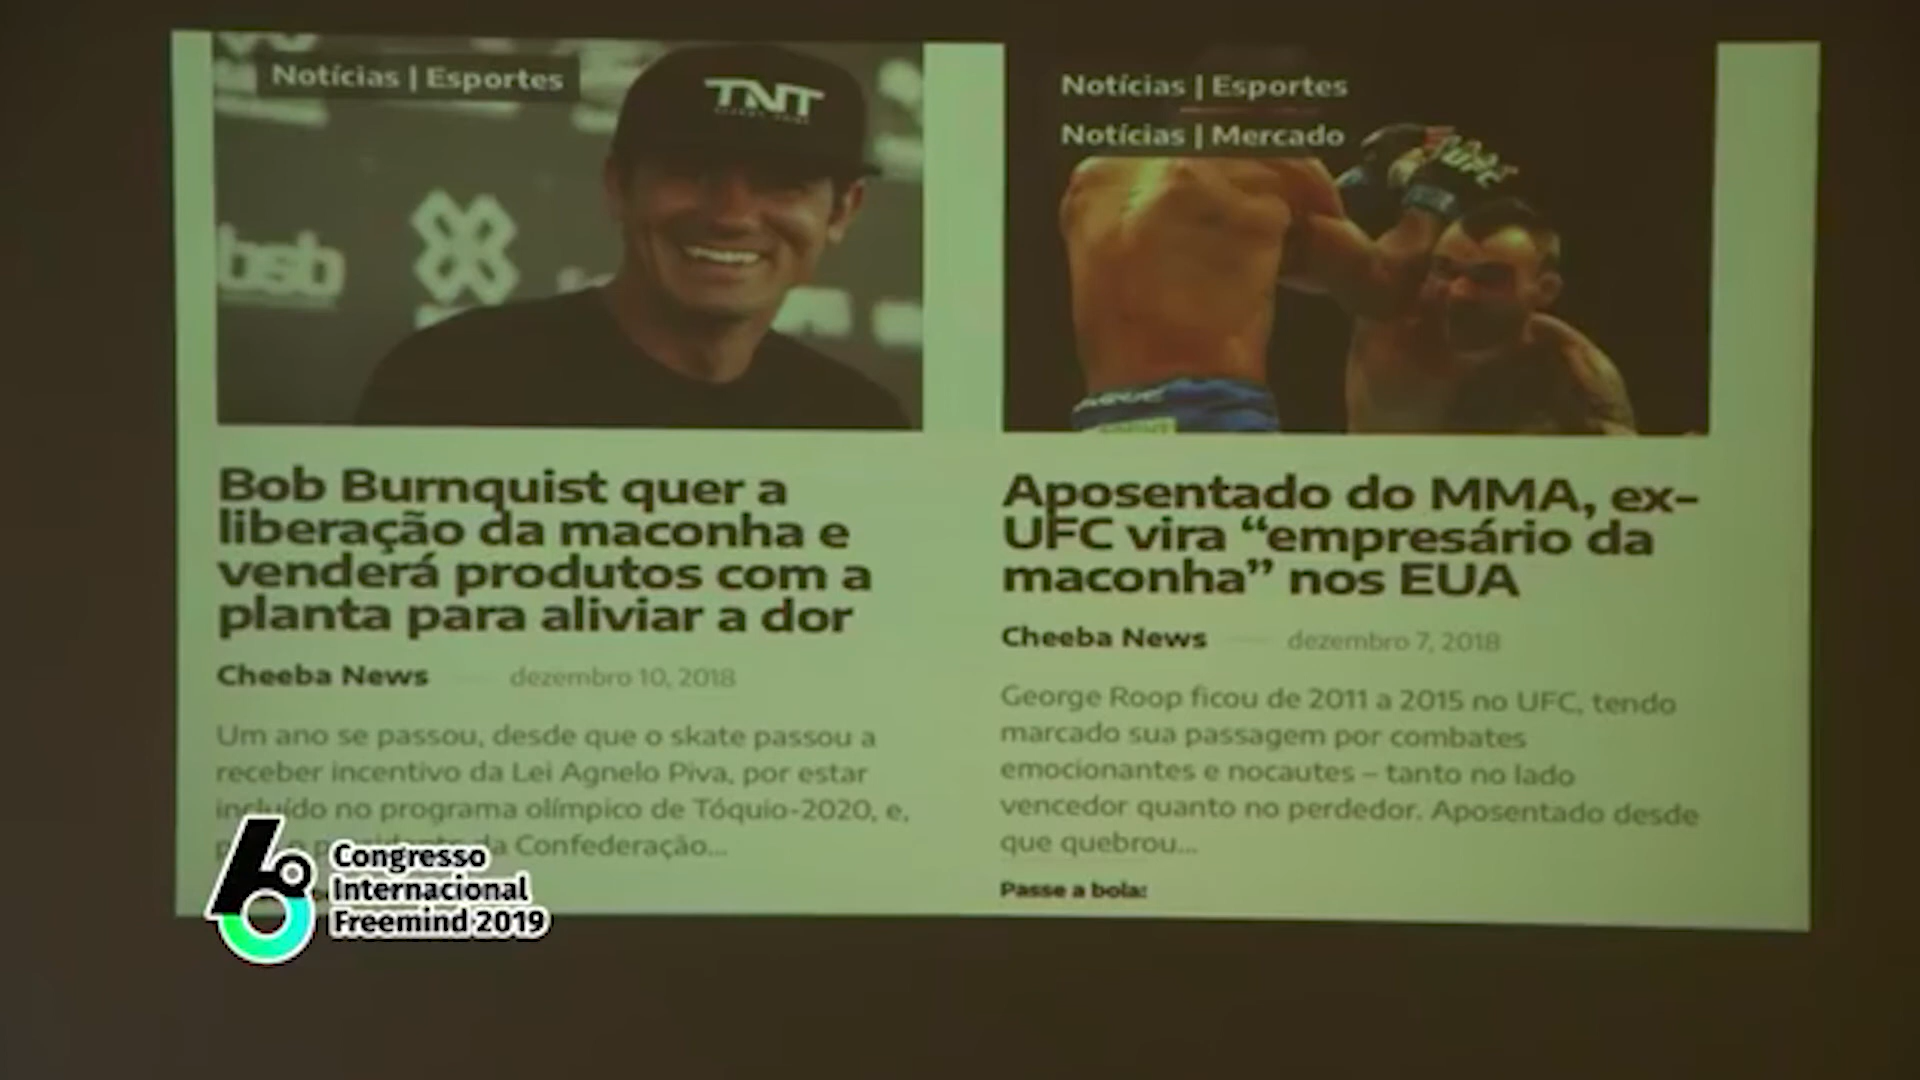 Notícias | Esportes
TNT
bsb
Bob Burnquist quer a
liberação da maconha e
venderá produtos com a
planta para aliviar a dor
Cheeba News
dezembro 10, 2018
Um ano se passou, desde que o skate passou a
receber incentivo da Lei Agnelo Piva, por estar
incluído no programa olímpico de Tóquio-2020, e,
da Confederação...
Notícias | Esportes
Notícias | Mercado
UFC
Aposentado do MMA, ex-
UFC vira “empresário da
maconha” nos EUA
Cheeba News
dezembro 7, 2018
George Roop ficou de 2011 a 2015 no UFC, tendo
marcado sua passagem por combates
emocionantes e nocautes – tanto no lado
vencedor quanto no perdedor. Aposentado desde
que quebrou...
Passe a bola:
6º
Congresso
Internacional
Freemind 2019